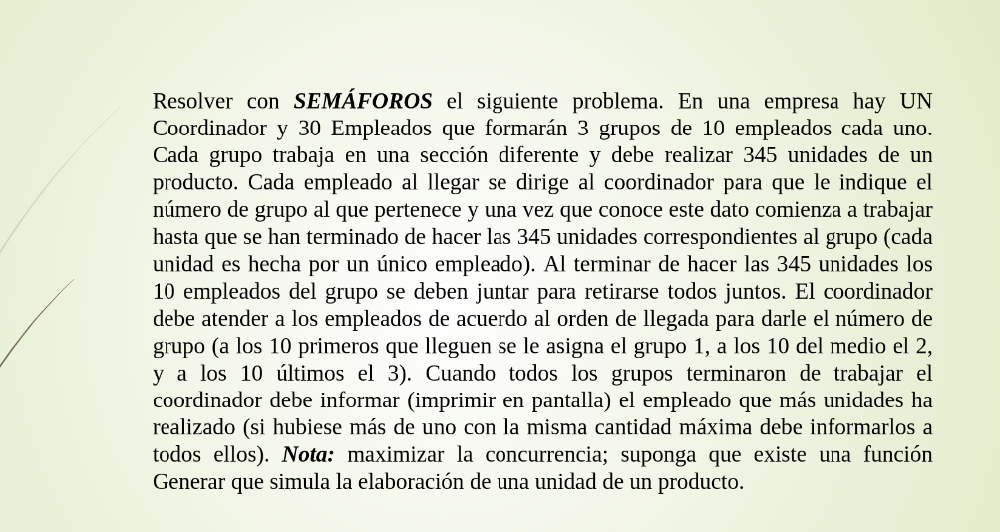 Resolver con SEMÁFOROS el siguiente problema. En una empresa hay UN
Coordinador y 30 Empleados que formarán 3 grupos de 10 empleados cada uno.
Cada grupo trabaja en una sección diferente y debe realizar 345 unidades de un
producto. Cada empleado al llegar se dirige al coordinador para que le indique el
número de grupo al que pertenece y una vez que conoce este dato comienza a trabajar
hasta que se han terminado de hacer las 345 unidades correspondientes al grupo (cada
unidad es hecha por un único empleado). Al terminar de hacer las 345 unidades los
10 empleados del grupo se deben juntar para retirarse todos juntos. El coordinador
debe atender a los empleados de acuerdo al orden de llegada para darle el número de
grupo (a los 10 primeros que lleguen se le asigna el grupo 1, a los 10 del medio el 2,
y a los 10 últimos el 3). Cuando todos los grupos terminaron de trabajar el
coordinador debe informar (imprimir en pantalla) el empleado que más unidades ha
realizado (si hubiese más de uno con la misma cantidad máxima debe informarlos a
todos ellos). Nota: maximizar la concurrencia; suponga que existe una función
Generar que simula la elaboración de una unidad de un producto.